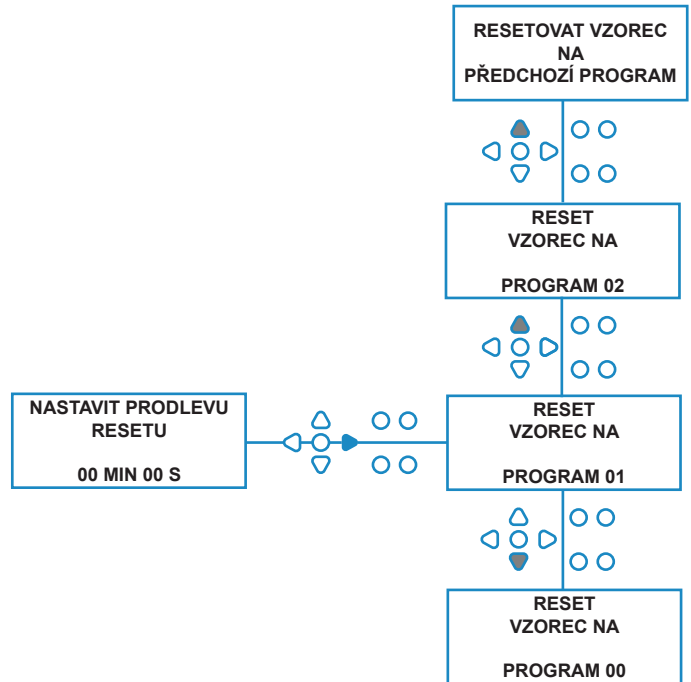 RESETOVAT VZOREC
NA
PŘEDCHOZÍ PROGRAM
RESET
VZOREC NA
PROGRAM 02
NASTAVIT PRODLEVU
RESETU
00 MIN 00 S
RESET
VZOREC NA
PROGRAM 01
RESET
VZOREC NA
PROGRAM 00